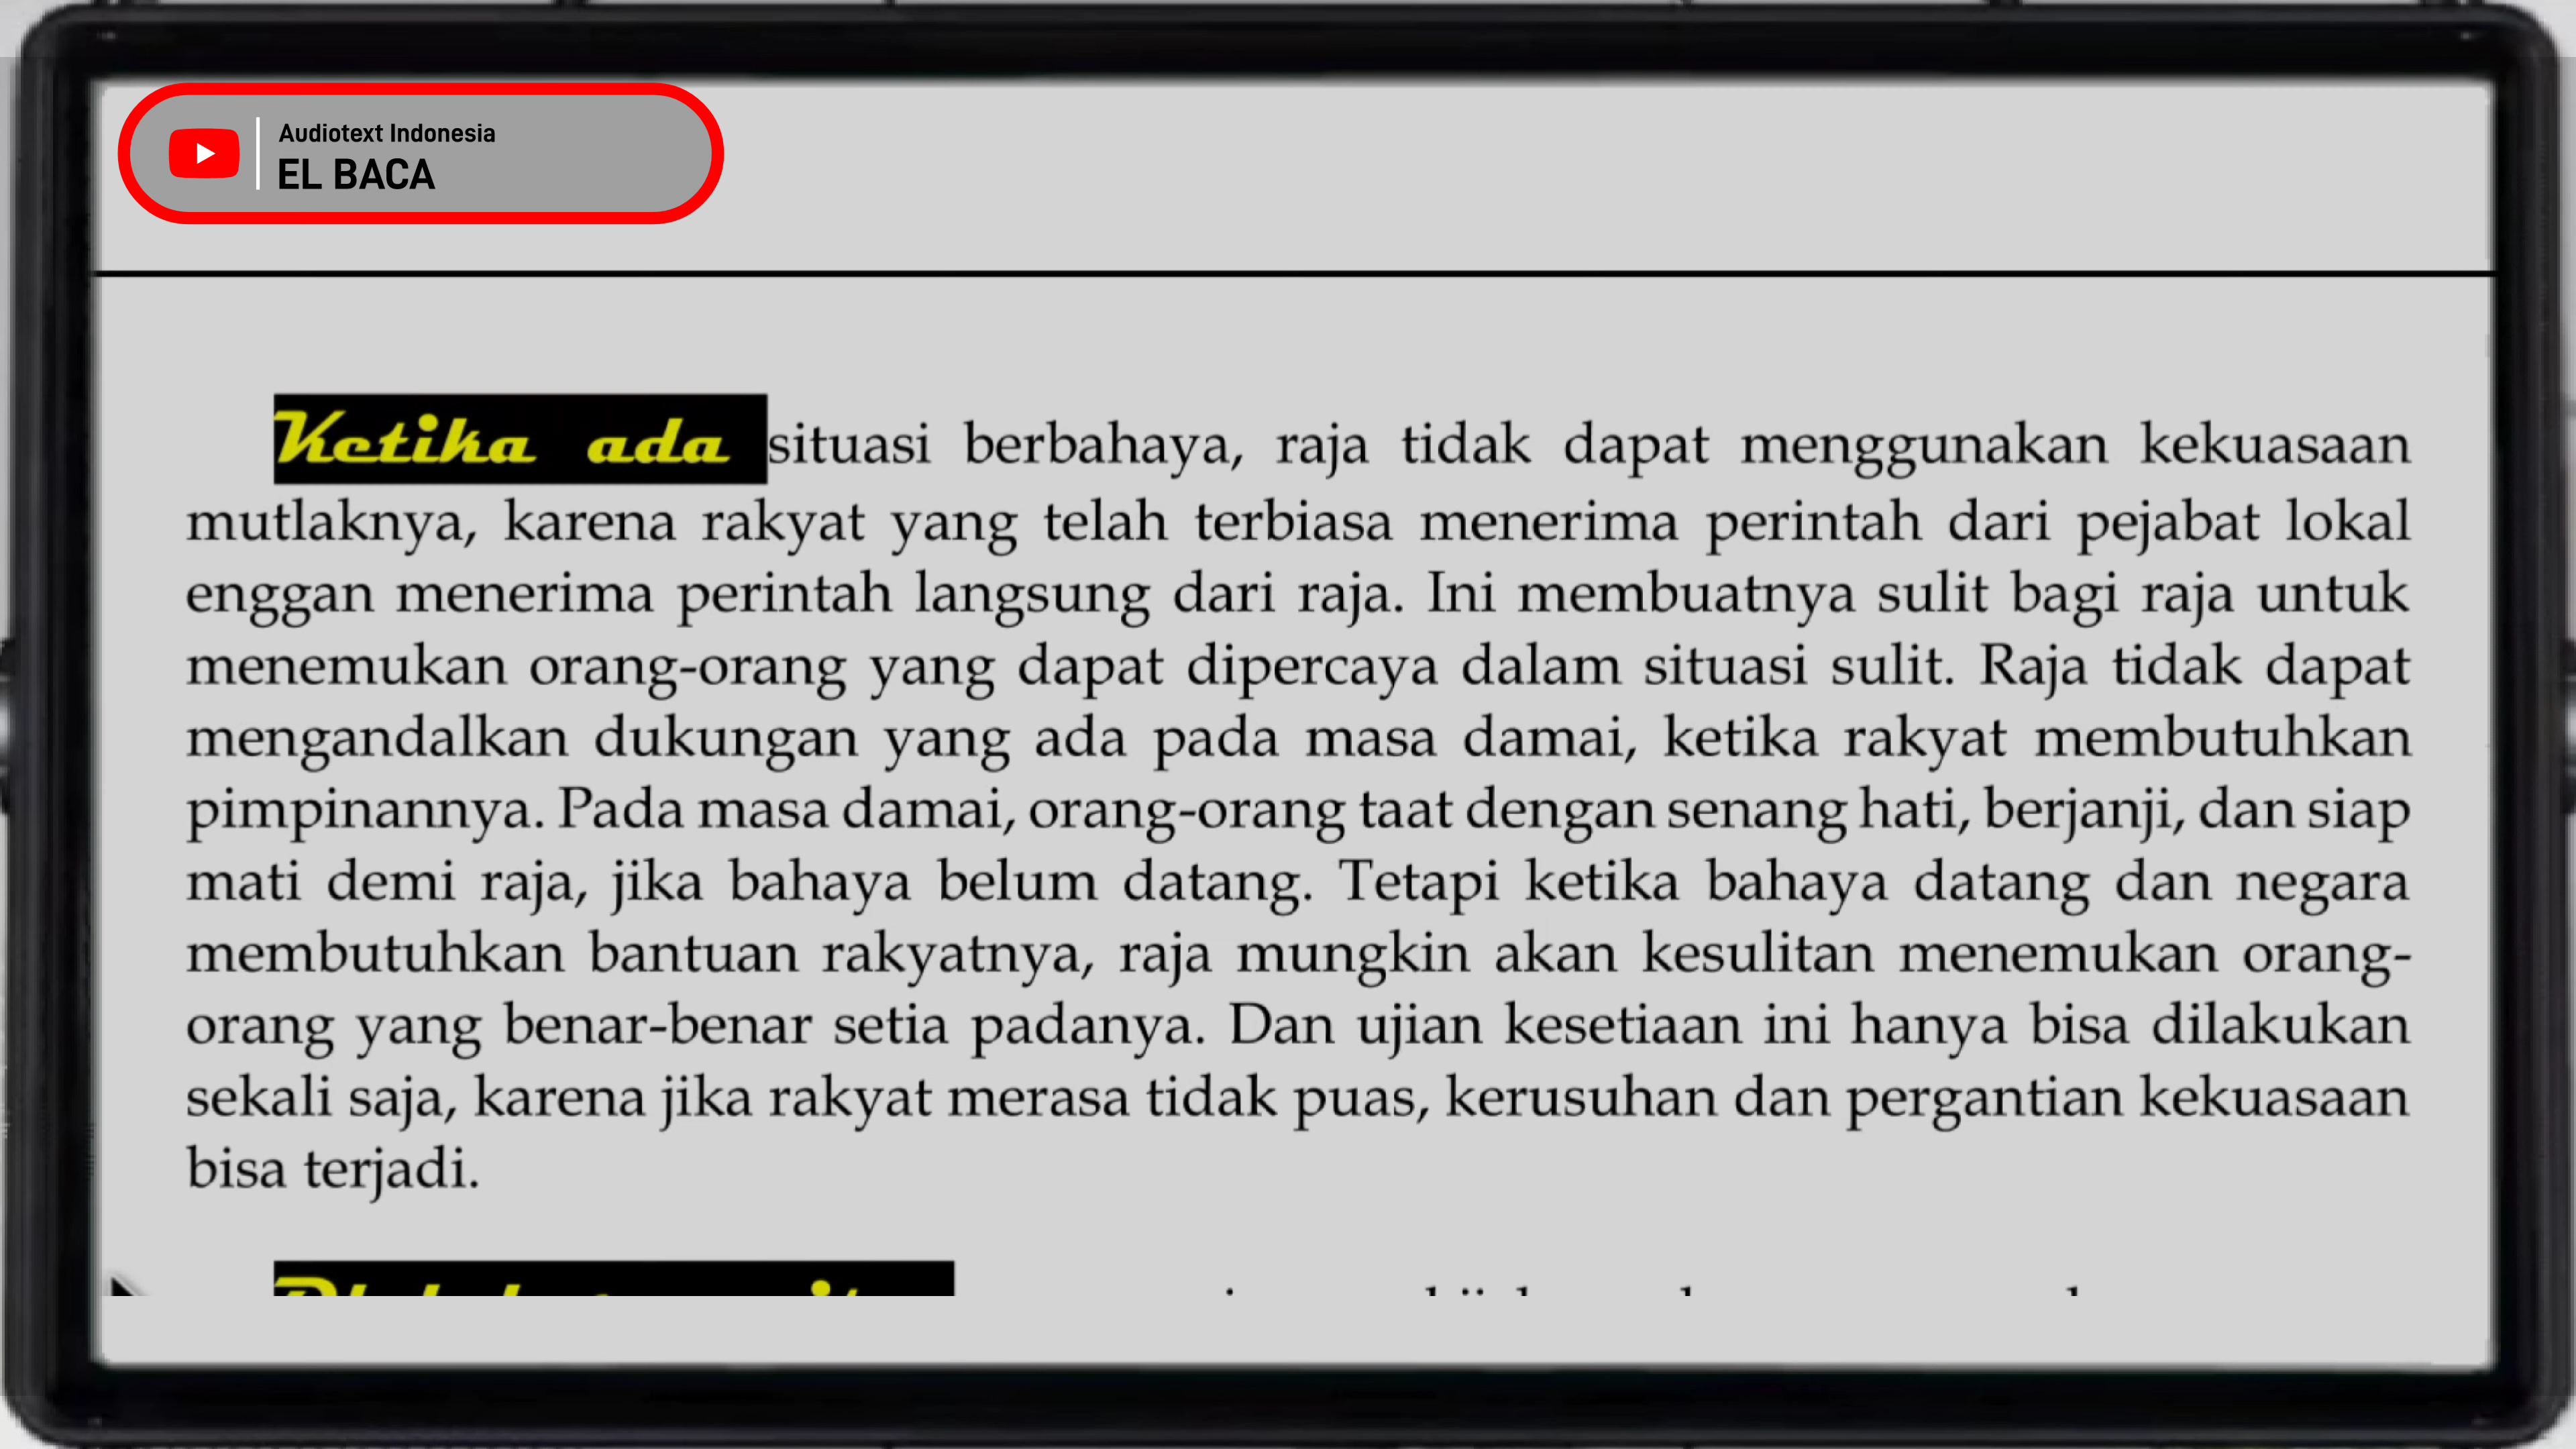 Audiotext Indonesia
EL BACA
Ketika ada situasi berbahaya, raja tidak dapat menggunakan kekuasaan
mutlaknya, karena rakyat yang telah terbiasa menerima perintah dari pejabat lokal
enggan menerima perintah langsung dari raja. Ini membuatnya sulit bagi raja untuk
menemukan orang-orang yang dapat dipercaya dalam situasi sulit. Raja tidak dapat
mengandalkan dukungan yang ada pada masa damai, ketika rakyat membutuhkan
pimpinannya. Pada masa damai, orang-orang taat dengan senang hati, berjanji, dan siap
mati demi raja, jika bahaya belum datang. Tetapi ketika bahaya datang dan negara
membutuhkan bantuan rakyatnya, raja mungkin akan kesulitan menemukan orang-
orang yang benar-benar setia padanya. Dan ujian kesetiaan ini hanya bisa dilakukan
sekali saja, karena jika rakyat merasa tidak puas, kerusuhan dan pergantian kekuasaan
bisa terjadi.